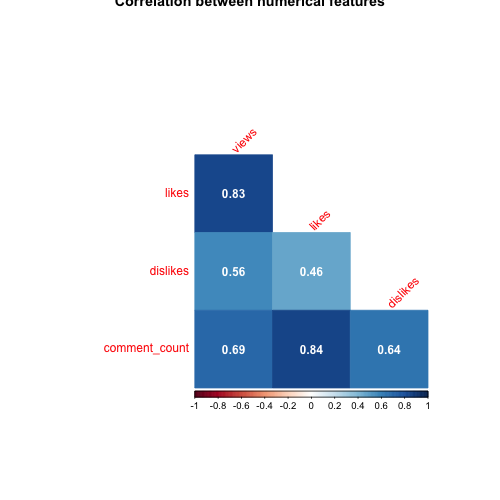 Correlation between numerical features
views
likes
0.83
likes
dislikes
0.56 0.46
dislikes
comment_count
0.69 0.84 0.64
-1 -0.8 -0.6 -0.4 -0.2 0 0.2 0.4 0.6 0.8 1